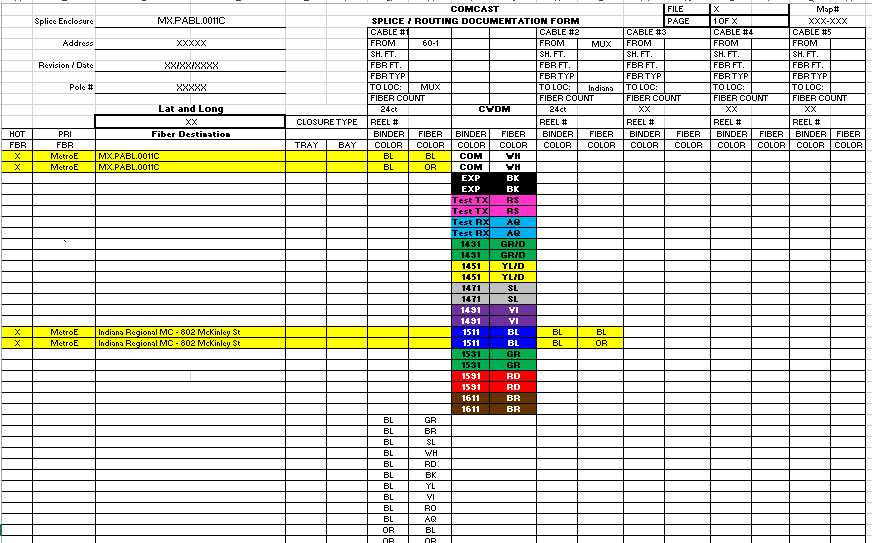 COMCAST FILE X Map#
Splice Enclosure MX.PABL.0011C SPLICE / ROUTING DOCUMENTATION FORM PAGE 1 OF X XXX-XXX
CABLE #1 CABLE #2 CABLE #3 CABLE #4 CABLE #5
Address XXXXX FROM 60-1 FROM MUX FROM FROM FROM
SH. FT. SH. FT. SH. FT. SH. FT. SH. FT.
Revision / Date XX/XX/XXXX FBR FT. FBR FT. FBR FT. FBR FT. FBR FT.
FBR TYP FBR TYP FBR TYP FBR TYP FBR TYP
Pole # XXXXX TO LOC: MUX TO LOC: Indiana TO LOC: TO LOC: TO LOC:
FIBER COUNT FIBER COUNT FIBER COUNT FIBER COUNT FIBER COUNT
Lat and Long 24ct CWDM 24ct XX XX XX
XX CLOSURE TYPE REEL # REEL # REEL # REEL # REEL #
HOT PRI Fiber Destination BINDER FIBER BINDER FIBER BINDER FIBER BINDER FIBER BINDER FIBER BINDER FIBER
FBR FBR TRAY BAY COLOR COLOR COLOR COLOR COLOR COLOR COLOR COLOR COLOR COLOR COLOR COLOR
X MetroE MX.PABL.0011C BL BL COM WH
X MetroE MX.PABL.0011C BL OR COM WH
EXP BK
EXP BK
Test TX RS
Test TX RS
Test RX AQ
Test RX AQ
1431 GR/D
1431 GR/D
1451 YL/D
1451 YL/D
1471 SL
1471 SL
1491 VI
1491 VI
X MetroE Indiana Regional MC - 802 McKinley St 1511 BL BL BL
X MetroE Indiana Regional MC - 802 McKinley St 1511 BL BL OR
1531 GR
1531 GR
1591 RD
1591 RD
1611 BR
1611 BR
BL GR
BL BR
BL SL
BL WH
BL RD
BL BK
BL YL
BL VI
BL RO
BL AQ
OR BL
OR OR